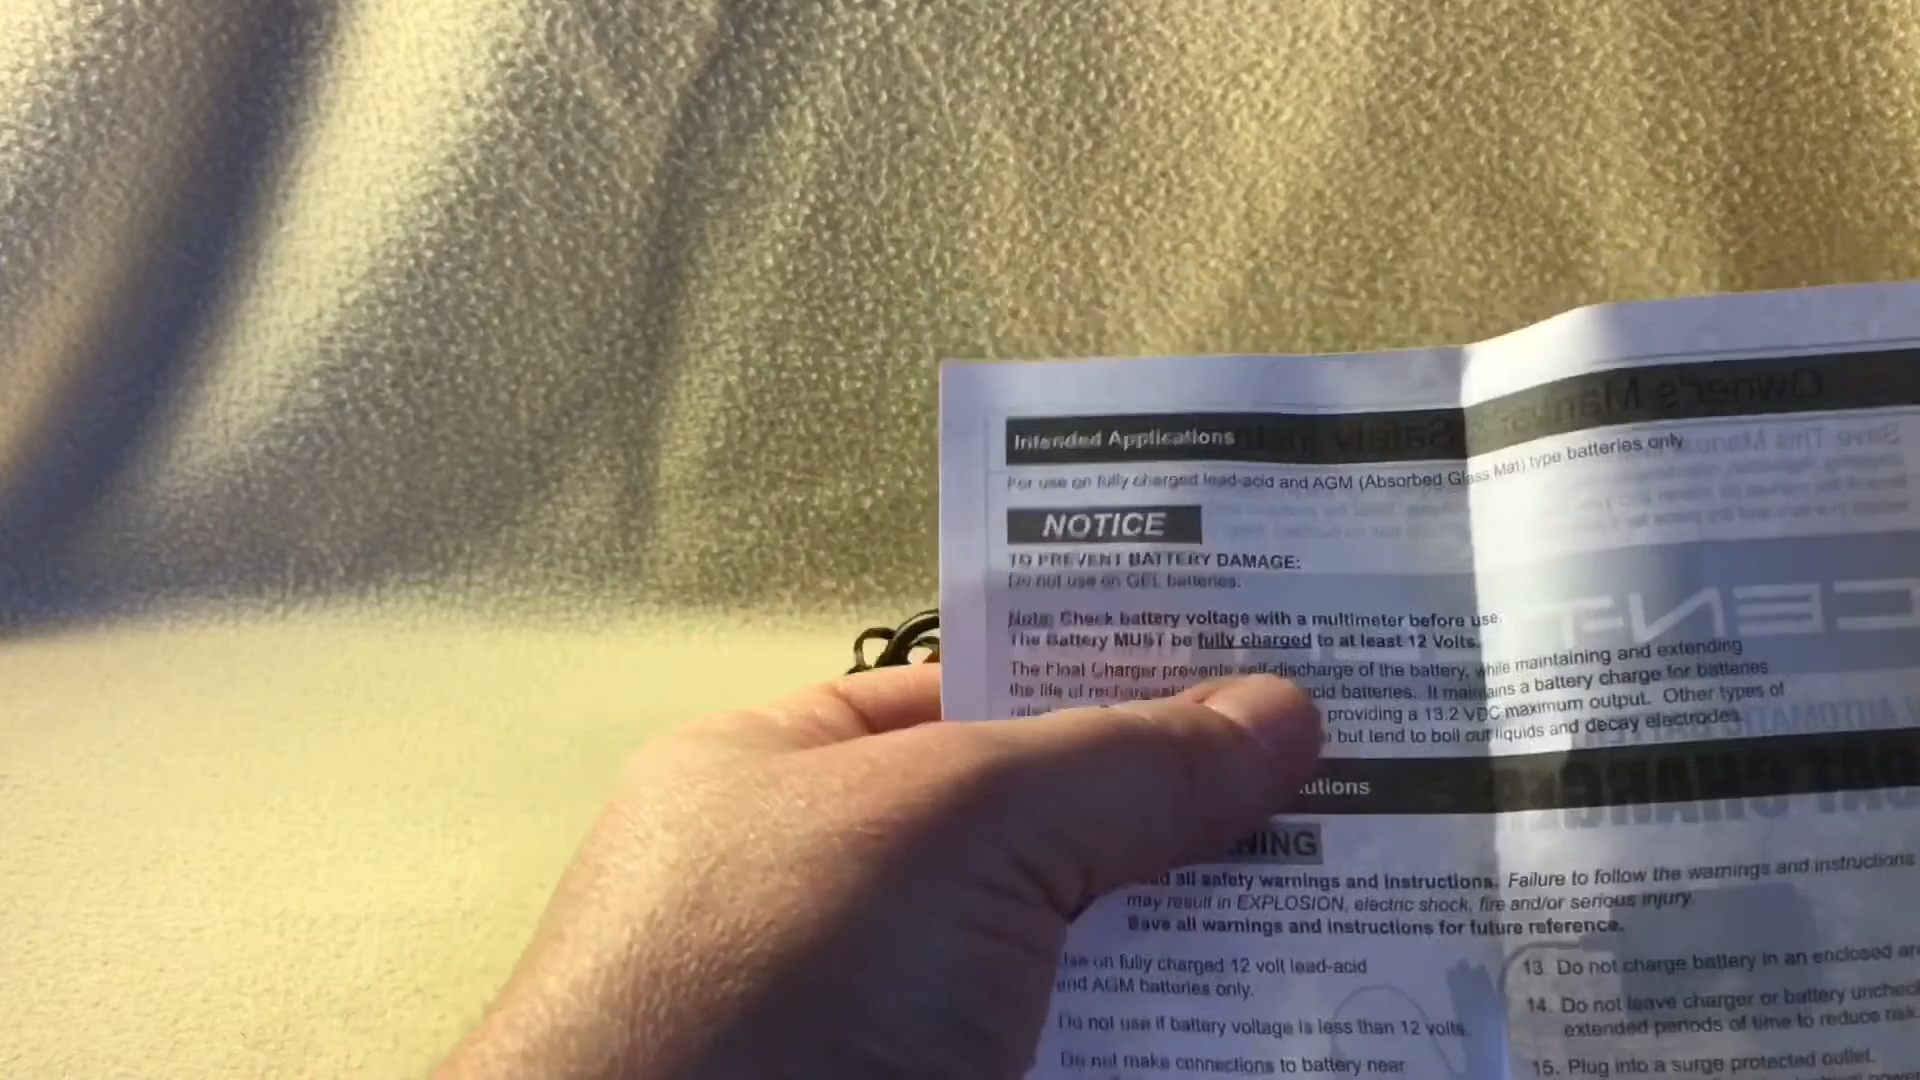 Intended Applications
For use on fully charged lead-acid and AGM (Absorbed Glass Mat) type batteries only
NOTICE
TO PREVENT BATTERY DAMAGE:
Do not use on GEL batteries.
Note: Check battery voltage with a multimeter before use.
The Battery MUST be fully charged to at least 12 Volts.
The Float Charger prevents self-discharge of the battery, while maintaining and extending
the life of acid batteries. It maintains a battery charge for batteries
providing a 13.2 VDC maximum output. Other types of
but tend to boil out liquids and decay electrodes.
utions
NING
all safety warnings and instructions. Failure to follow the warnings and instructions
may result in EXPLOSION, electric shock, fire and/or serious injury.
Save all warnings and instructions for future reference.
Use on fully charged 12 volt lead-acid
and AGM batteries only.
Do not use if battery voltage is less than 12 volts.
Do not make connections to battery near
13. Do not charge battery in an enclosed
14. Do not leave charger or battery
extended periods of time to reduce risk.
15. Plug into a surge protected outlet.